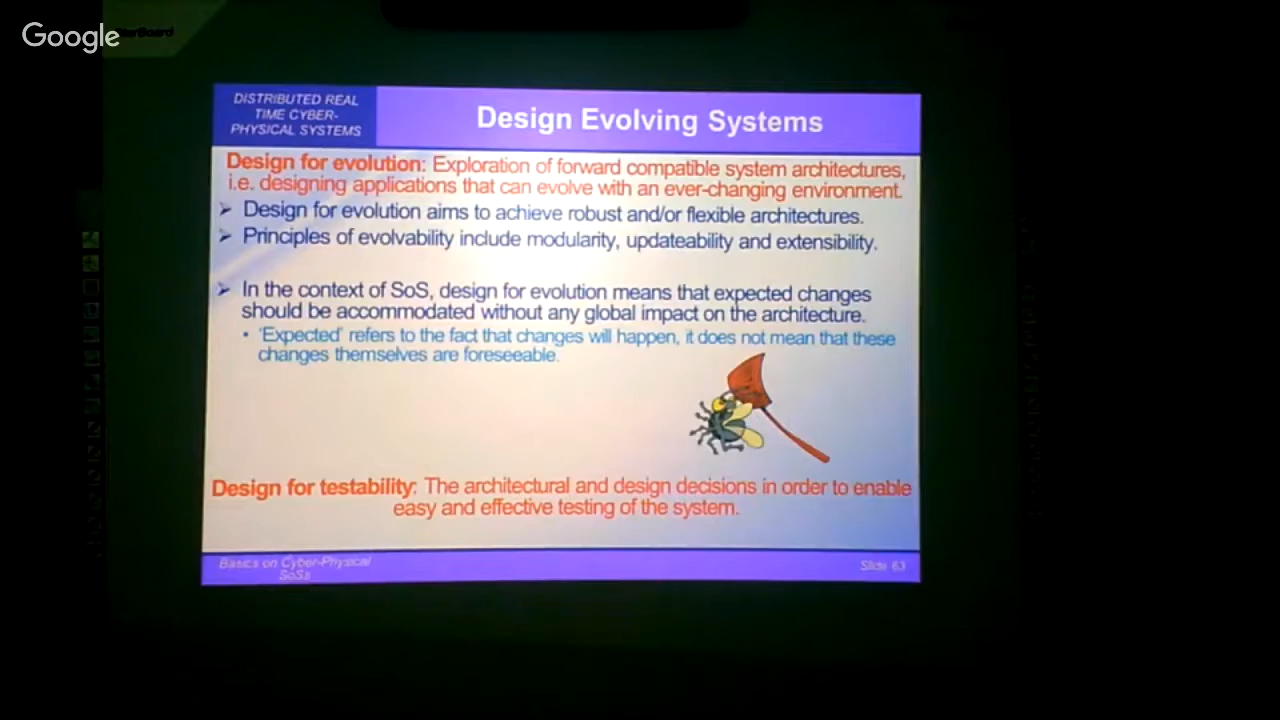 Google
DISTRIBUTED REAL
TIME CYBER-
PHYSICAL SYSTEMS
Design Evolving Systems
Design for evolution: Exploration of forward compatible system architectures,
i.e. designing applications that can evolve with an ever-changing environment.
➢ Design for evolution aims to achieve robust and/or flexible architectures.
➢ Principles of evolvability include modularity, updateability and extensibility.
➢ In the context of SoS, design for evolution means that expected changes
should be accommodated without any global impact on the architecture.
• 'Expected' refers to the fact that changes will happen, it does not mean that these
changes themselves are foreseeable.
Design for testability: The architectural and design decisions in order to enable
easy and effective testing of the system.
Basics on Cyber-Physical
SoSs
Slide 63